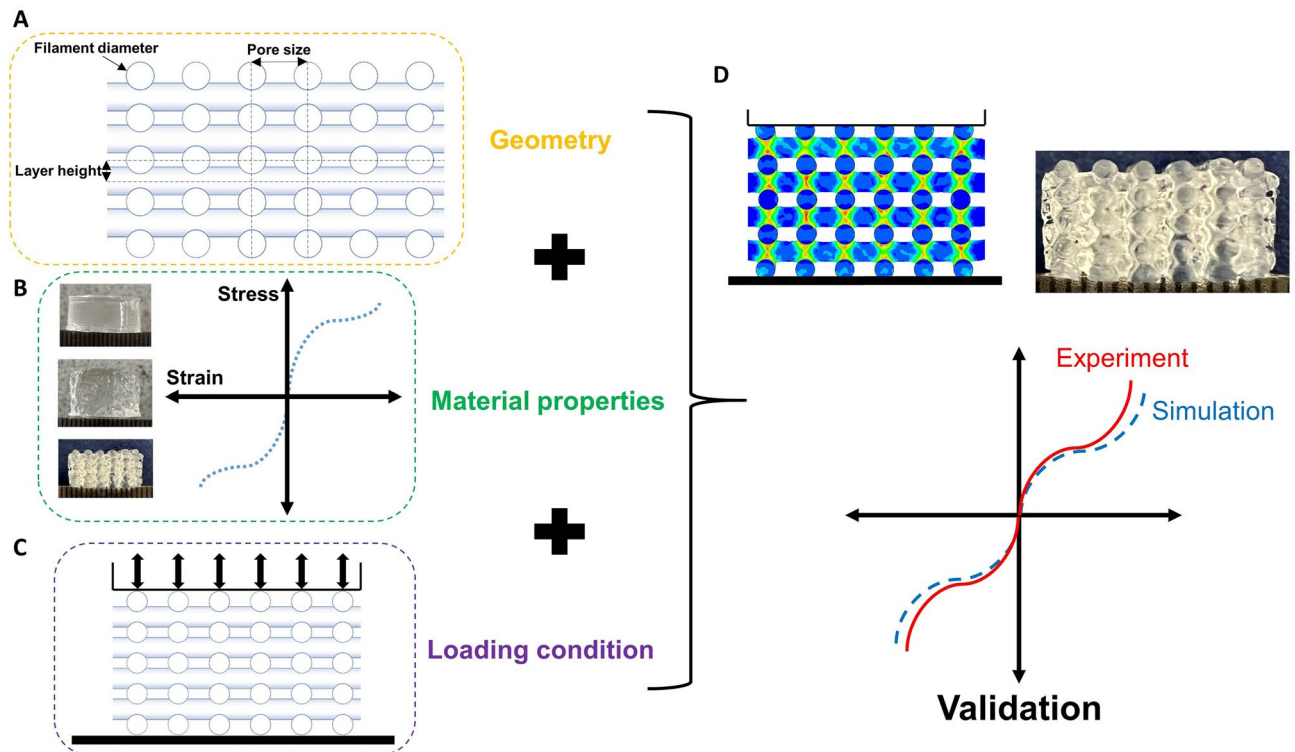 A
Filament diameter
Pore size
Layer height
Geometry
B
Stress
Strain
Material properties
C
Loading condition
D
Experiment
Simulation
Validation